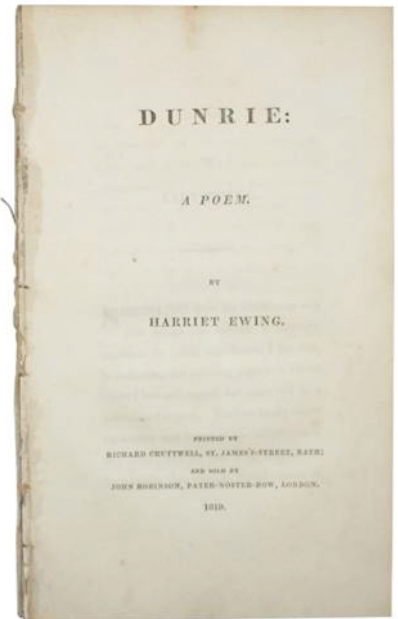 DUNRIE:
A POEM.
BY
HARRIET EWING.
PRINTED BY
RICHARD CRUTTWELL, ST. JAMES'S-STREET, BATH;
AND SOLD BY
JOHN ROBINSON, PATER-NOSTER-ROW, LONDON.
1819.